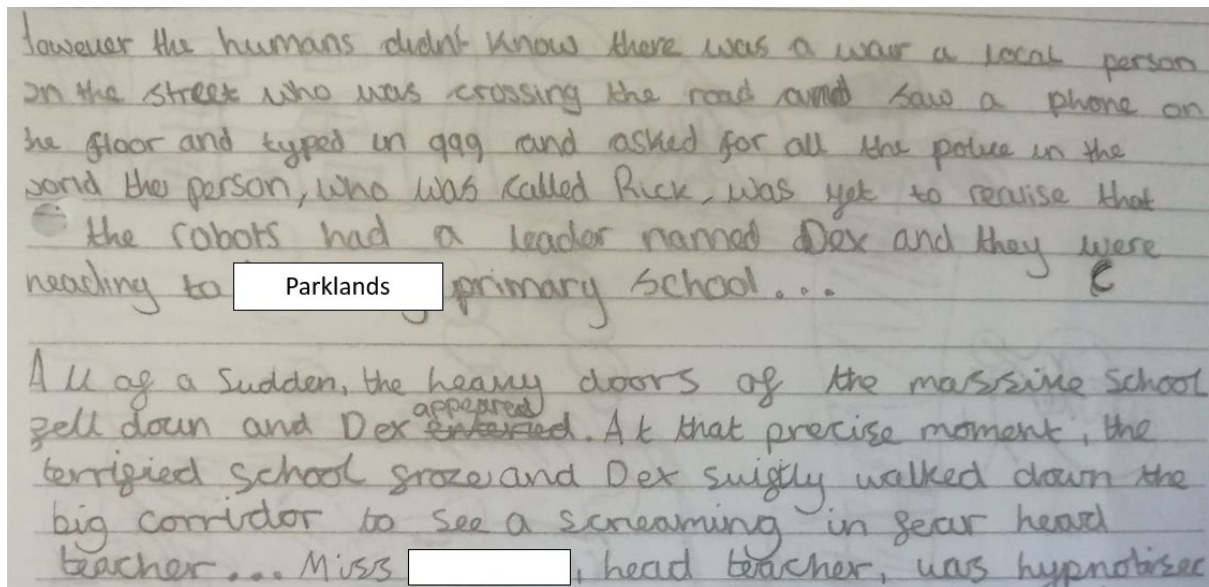 However the humans didnt know there was a war a local person
on the street who was crossing the road and saw a phone on
the floor and typed in 999 and asked for all the police in the
world the person, who was called Rick, was yet to realise that
the robots had a leader named Dex and they were
heading to Parklands primary school...
All of a sudden, the heavy doors of the massive school
fell down and Dex appeared. At that precise moment, the
terrified school froze and Dex swiftly walked down the
big corridor to see a screaming in fear head
teacher... Miss , head teacher, was hypnotised